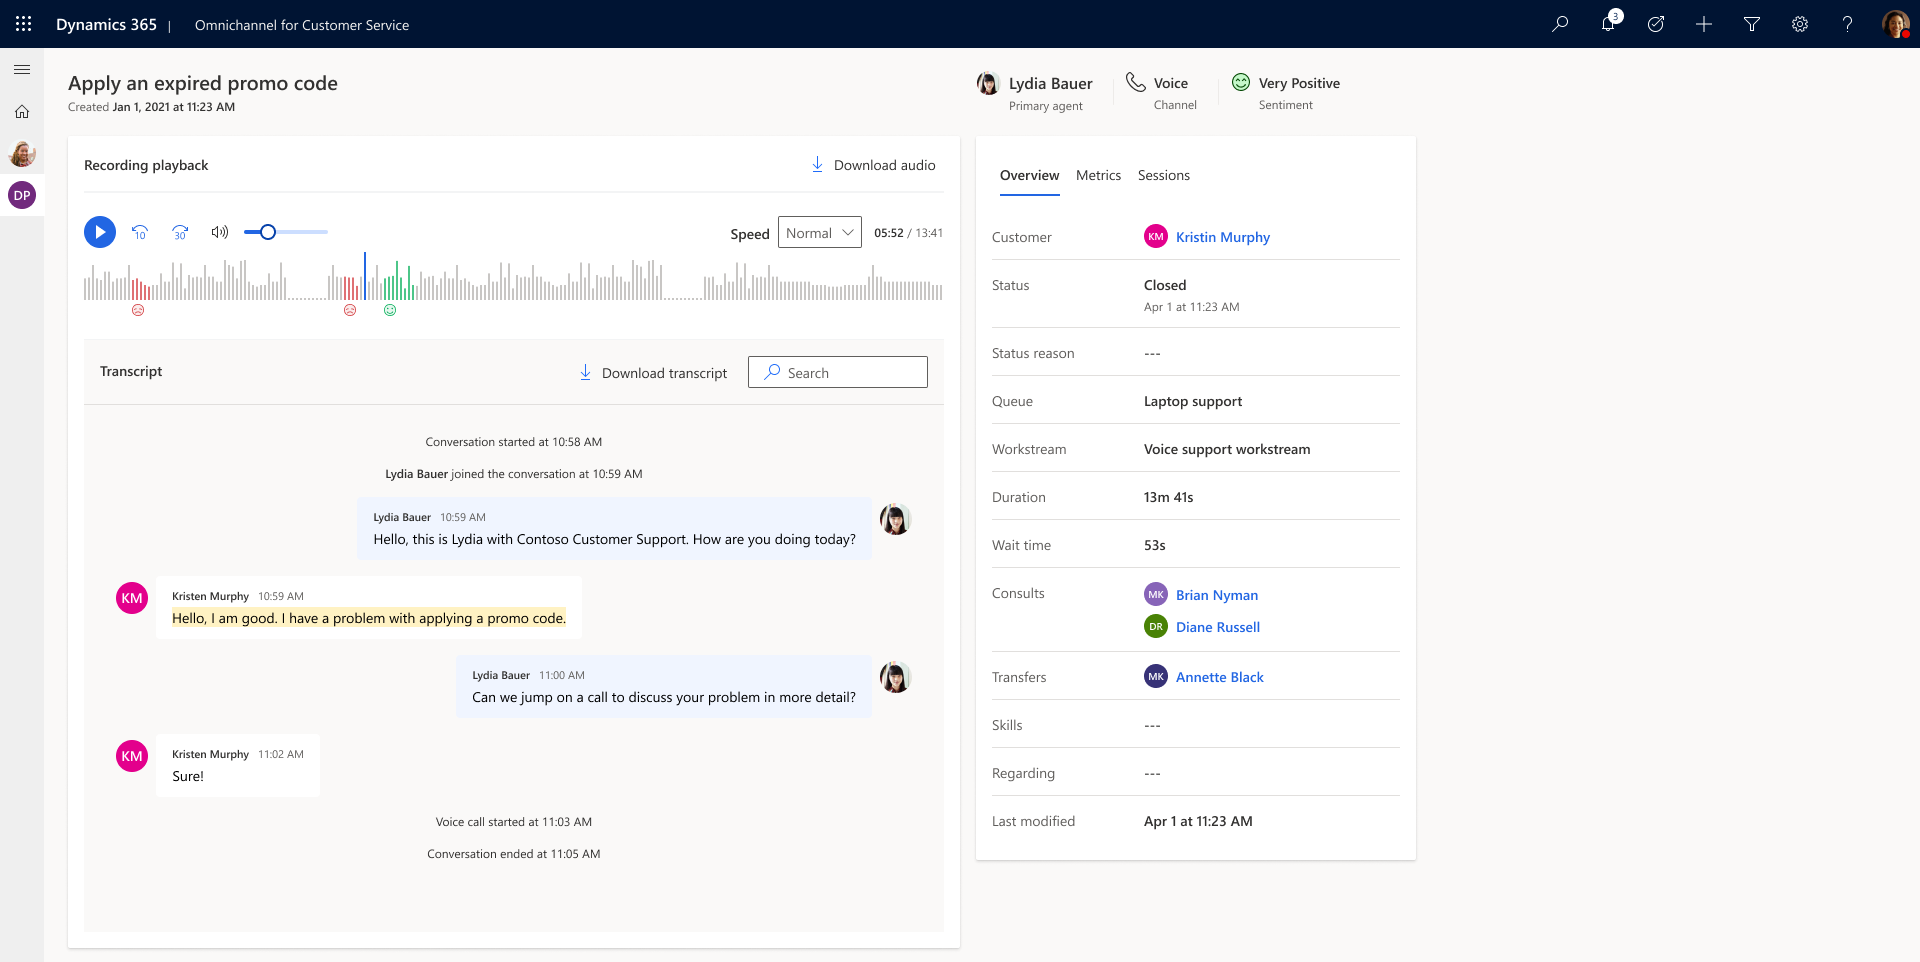 Dynamics 365 | Omnichannel for Customer Service
3
DP
Apply an expired promo code
Created Jan 1, 2021 at 11:23 AM
Lydia Bauer
Primary agent
Voice
Channel
Very Positive
Sentiment
Recording playback
Download audio
10
30
Speed
Normal
05:52 / 13:41
Transcript
Download transcript
Search
Conversation started at 10:58 AM
Lydia Bauer joined the conversation at 10:59 AM
Lydia Bauer 10:59 AM
Hello, this is Lydia with Contoso Customer Support. How are you doing today?
KM
Kristen Murphy 10:59 AM
Hello, I am good. I have a problem with applying a promo code.
Lydia Bauer 11:00 AM
Can we jump on a call to discuss your problem in more detail?
KM
Kristen Murphy 11:02 AM
Sure!
Voice call started at 11:03 AM
Conversation ended at 11:05 AM
Overview Metrics Sessions
Customer KM Kristin Murphy
Status Closed
Apr 1 at 11:23 AM
Status reason ---
Queue Laptop support
Workstream Voice support workstream
Duration 13m 41s
Wait time 53s
Consults MK Brian Nyman
DR Diane Russell
Transfers MK Annette Black
Skills ---
Regarding ---
Last modified Apr 1 at 11:23 AM